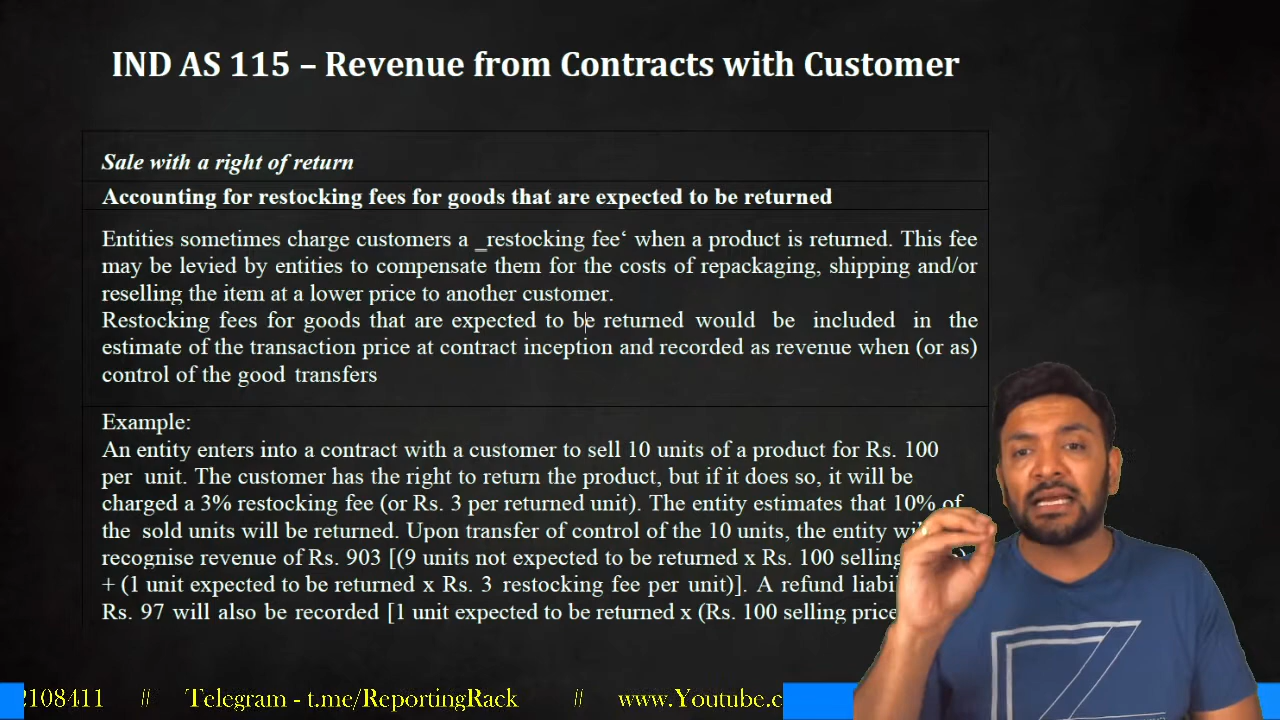 IND AS 115 – Revenue from Contracts with Customer
Sale with a right of return
Accounting for restocking fees for goods that are expected to be returned
Entities sometimes charge customers a _restocking fee‘ when a product is returned. This fee
may be levied by entities to compensate them for the costs of repackaging, shipping and/or
reselling the item at a lower price to another customer.
Restocking fees for goods that are expected to be returned would be included in the
estimate of the transaction price at contract inception and recorded as revenue when (or as)
control of the good transfers
Example:
An entity enters into a contract with a customer to sell 10 units of a product for Rs. 100
per unit. The customer has the right to return the product, but if it does so, it will be
charged a 3% restocking fee (or Rs. 3 per returned unit). The entity estimates that 10% of
the sold units will be returned. Upon transfer of control of the 10 units, the entity
recognise revenue of Rs. 903 [(9 units not expected to be returned x Rs. 100 selling
+ (1 unit expected to be returned x Rs. 3 restocking fee per unit)]. A refund
Rs. 97 will also be recorded [1 unit expected to be returned x (Rs. 100 selling price
2108411 // Telegram - t.me/ReportingRack // www.Youtube.c